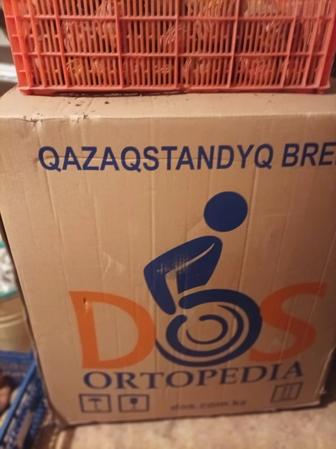 QAZAQSTANDYQ BRE
DOS
ORTOPEDIA
dos.com.kz